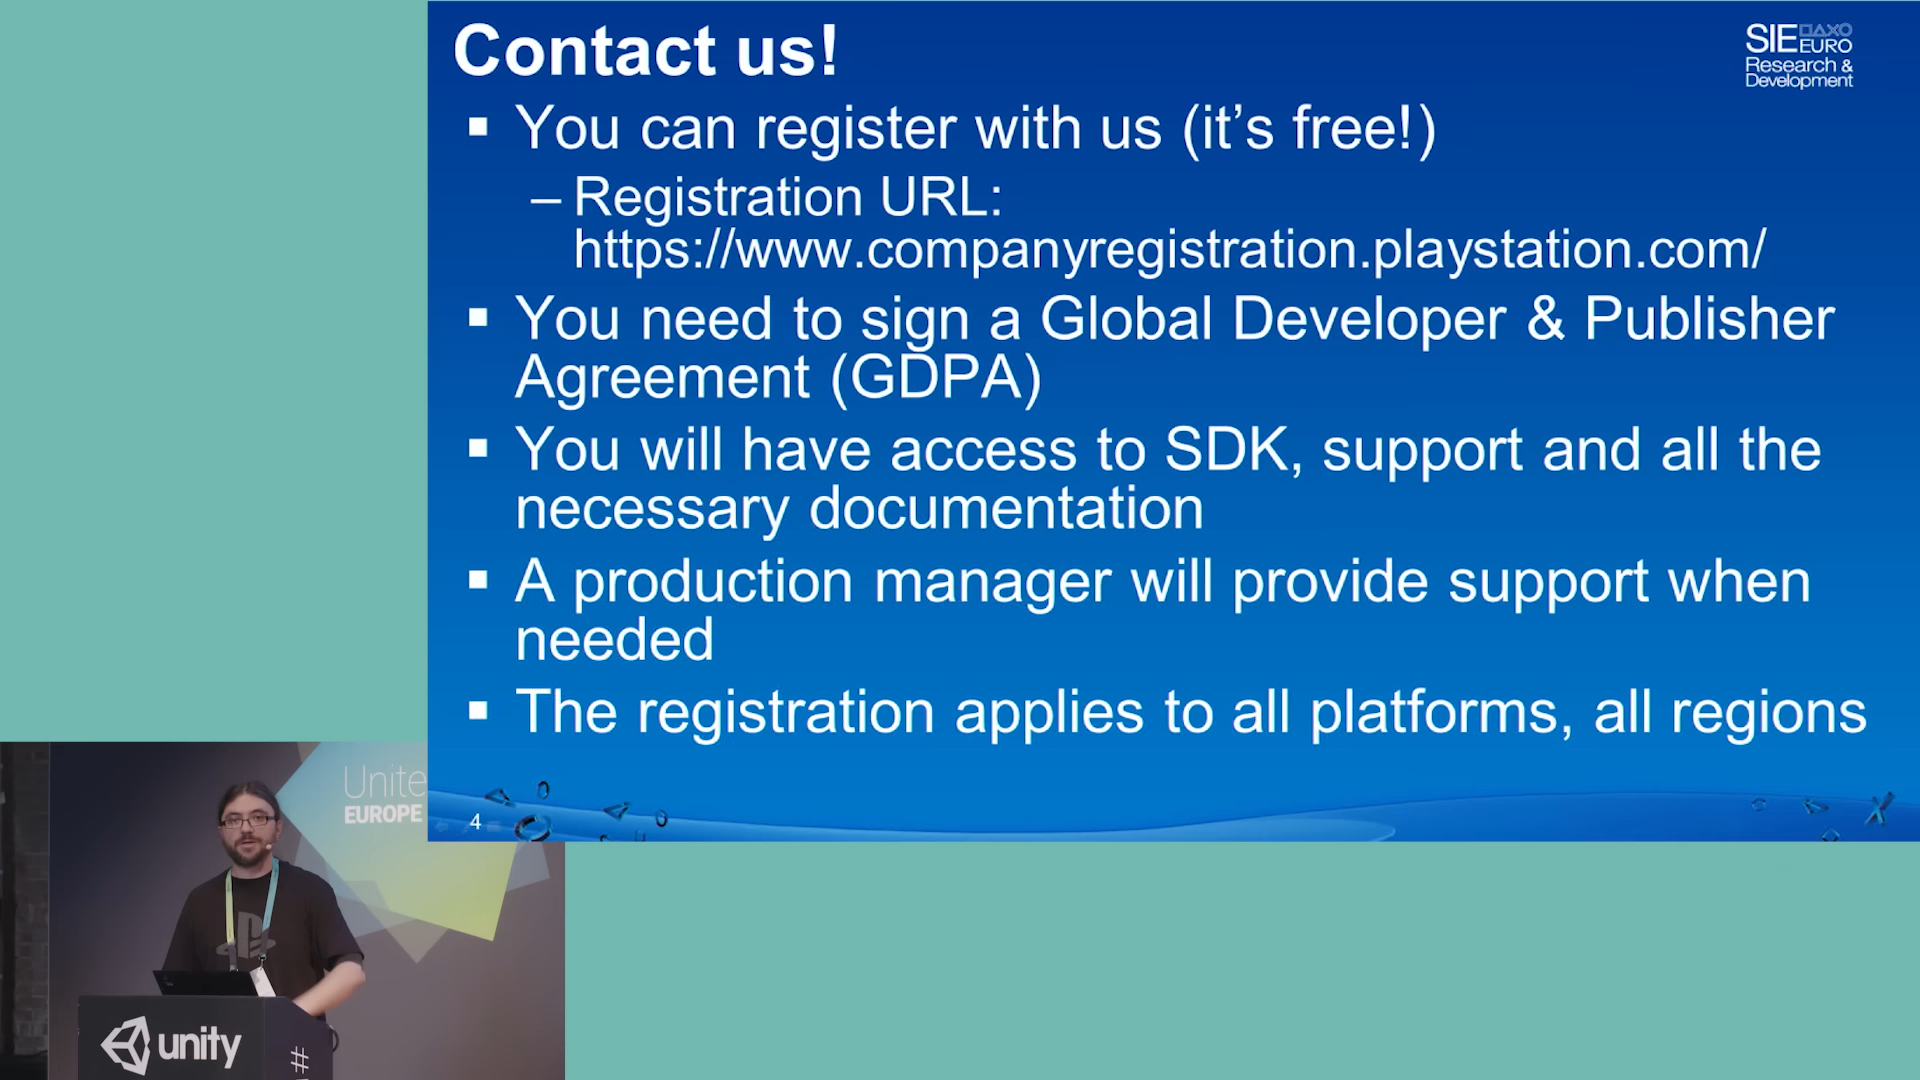 Contact us!
SIE
EURO
Research &
Development
▪ You can register with us (it’s free!)
– Registration URL:
https://www.companyregistration.playstation.com/
▪ You need to sign a Global Developer & Publisher
Agreement (GDPA)
▪ You will have access to SDK, support and all the
necessary documentation
▪ A production manager will provide support when
needed
▪ The registration applies to all platforms, all regions
4
Unite
EUROPE
unity
#